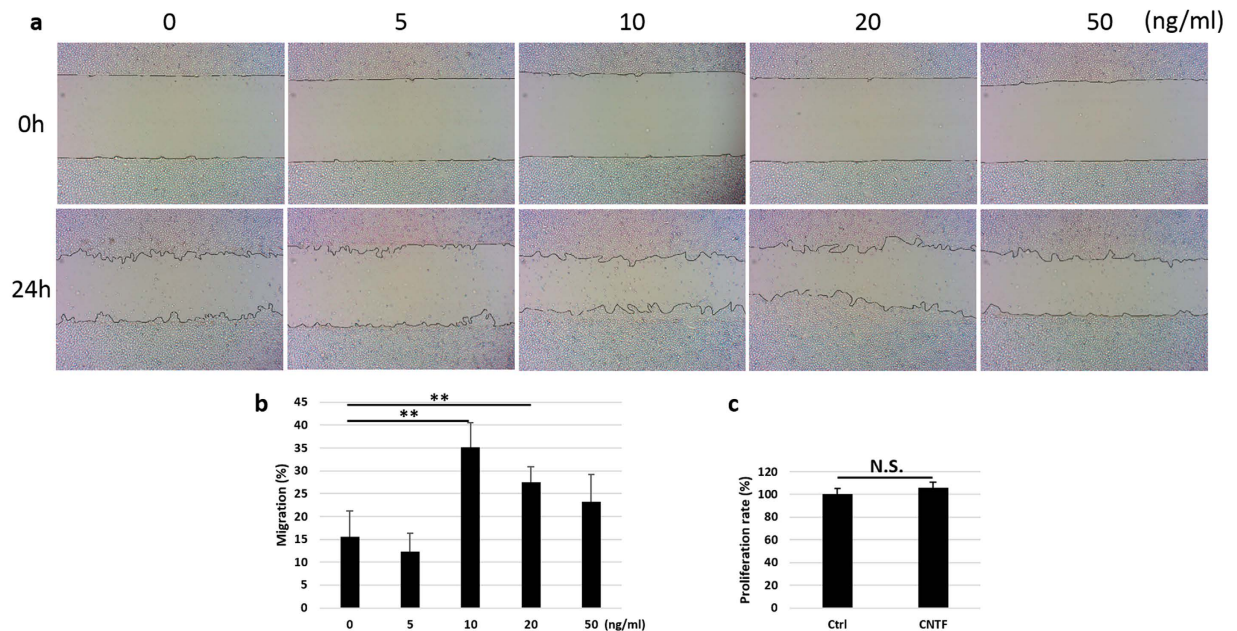 a 0 5 10 20 50 (ng/ml)
0h
24h
b
**
**
45
40
35
30
25
20
15
10
5
0
Migration (%)
0 5 10 20 50 (ng/ml)
c
N.S.
120
100
80
60
40
20
0
Proliferation rate (%)
Ctrl CNTF